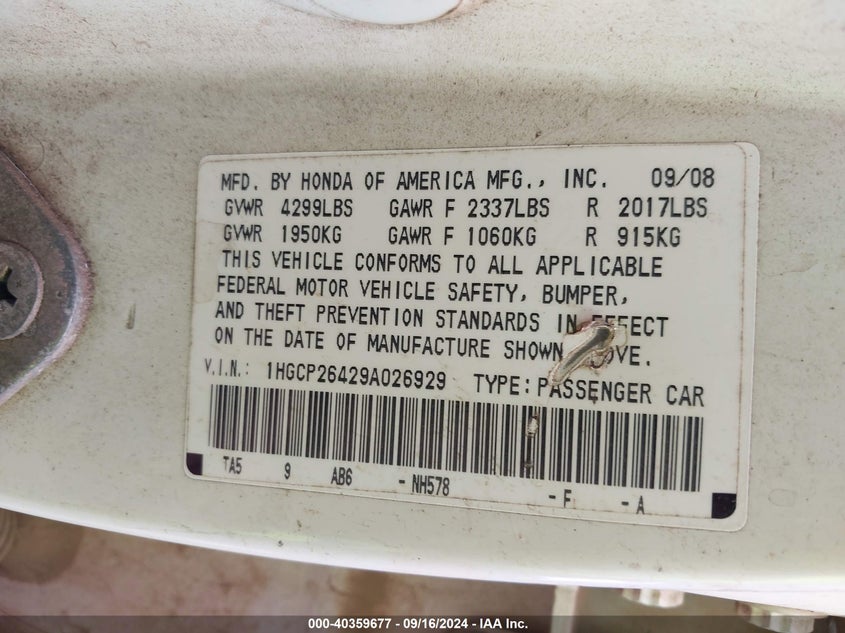 MFD. BY HONDA OF AMERICA MFG., INC. 09/08
GVWR 4299LBS GAWR F 2337LBS R 2017LBS
GVWR 1950KG GAWR F 1060KG R 915KG
THIS VEHICLE CONFORMS TO ALL APPLICABLE
FEDERAL MOTOR VEHICLE SAFETY, BUMPER,
AND THEFT PREVENTION STANDARDS IN EFFECT
ON THE DATE OF MANUFACTURE SHOWN
V.I.N.: 1HGCP26429A026929 TYPE: PASSENGER CAR
TA5 9 AB6 - NH578 - F - A
000-40359677 - 09/16/2024 - IAA Inc.